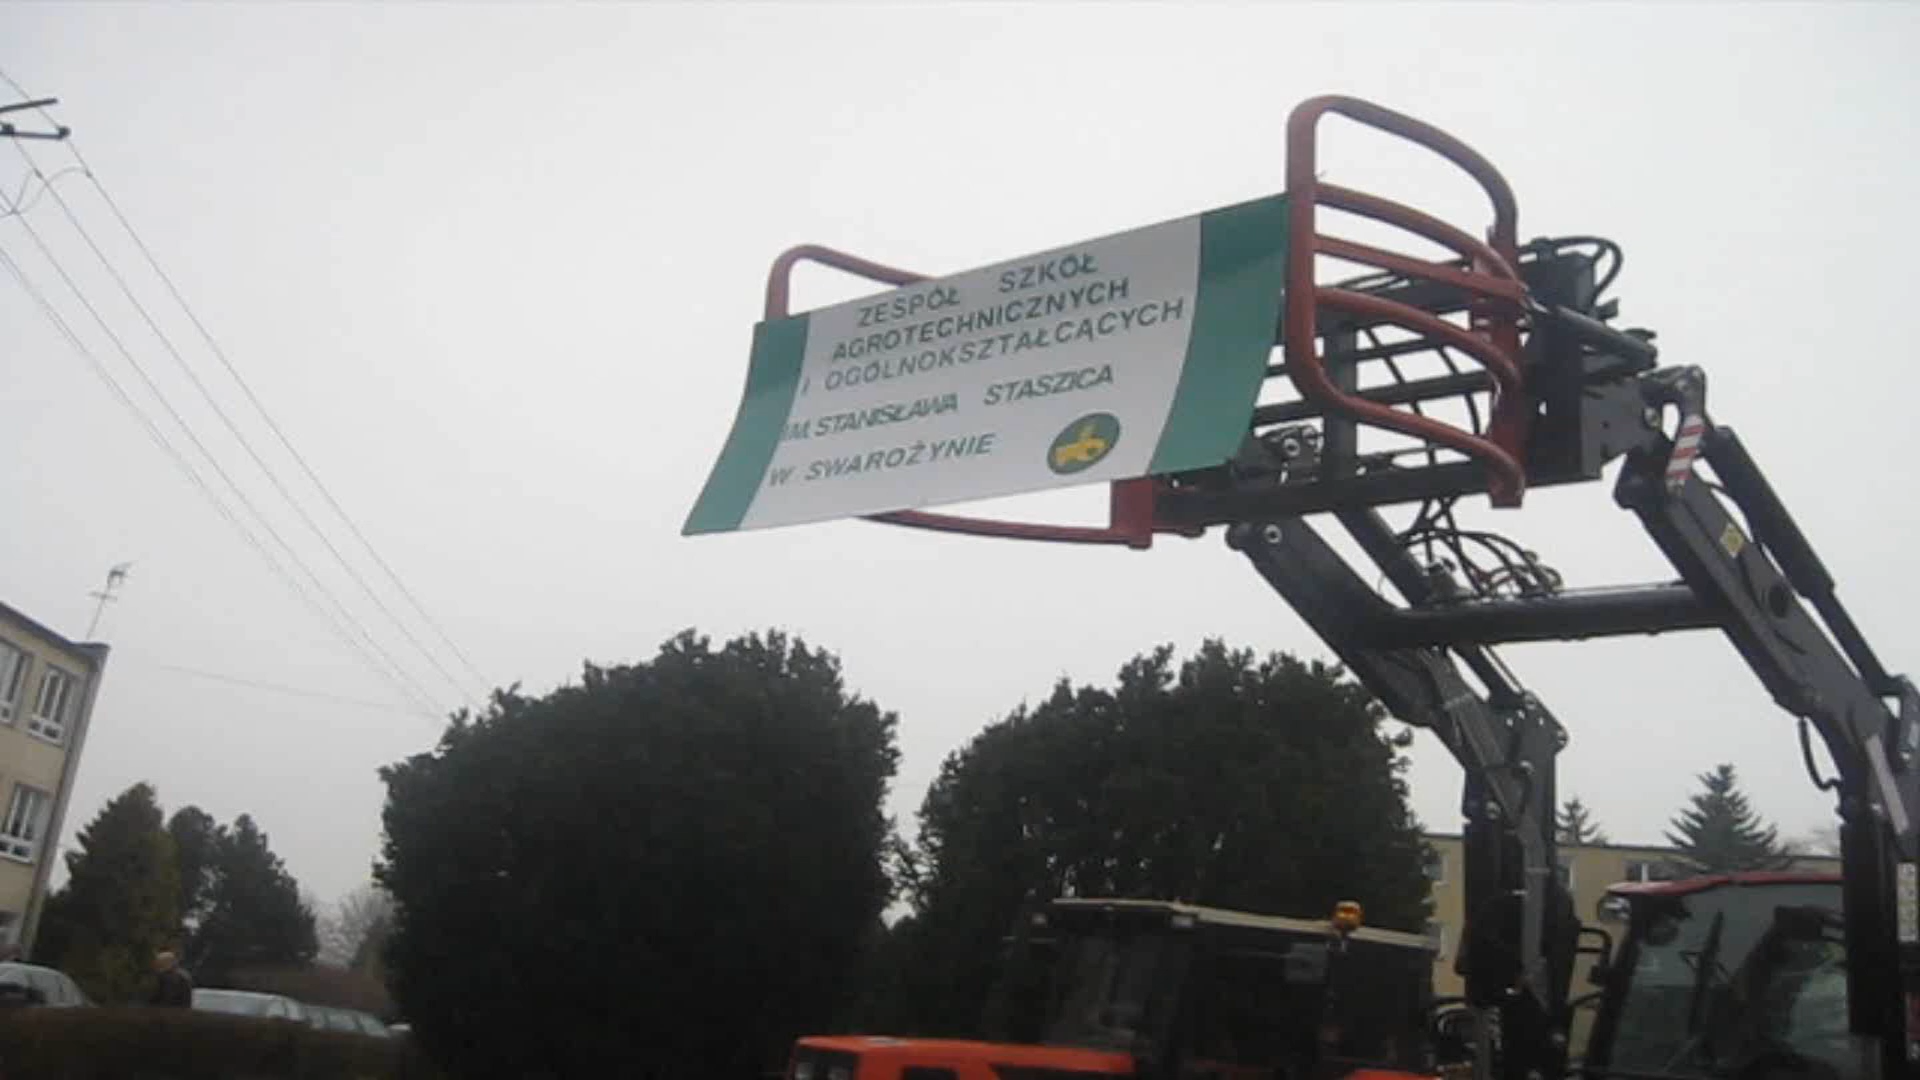 ZESPÓŁ SZKÓŁ
AGROTECHNICZNYCH
I OGÓLNOKSZTAŁCĄCYCH
IM. STANISŁAWA STASZICA
W SWAROŻYNIE